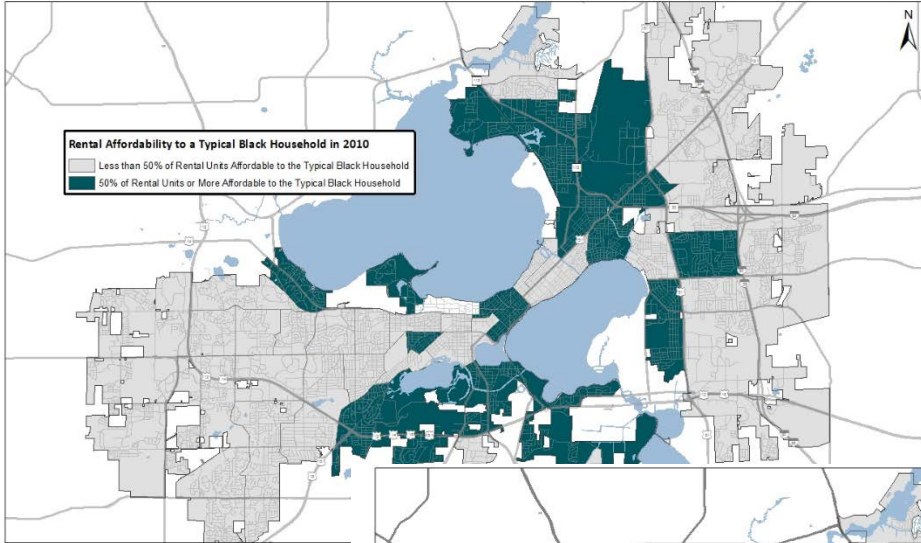 N
Rental Affordability to a Typical Black Household in 2010
Less than 50% of Rental Units Affordable to the Typical Black Household
50% of Rental Units or More Affordable to the Typical Black Household